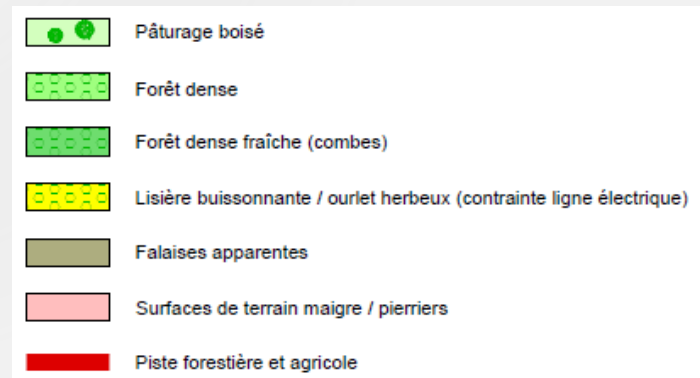 Pâturage boisé
Forêt dense
Forêt dense fraîche (combes)
Lisière buissonnante / ourlet herbeux (contrainte ligne électrique)
Falaises apparentes
Surfaces de terrain maigre / pierriers
Piste forestière et agricole